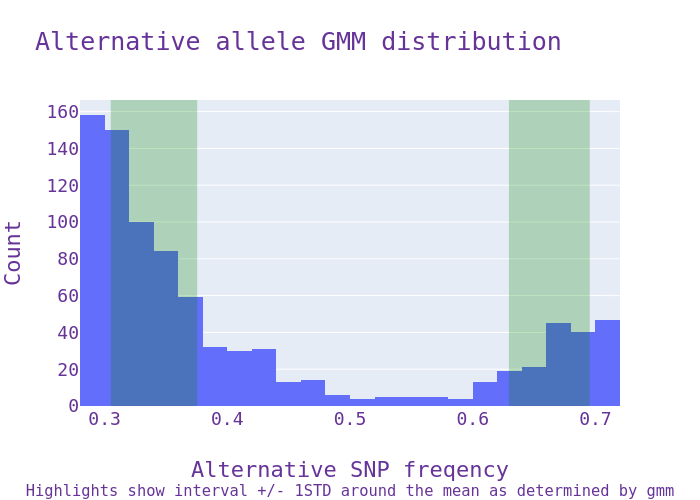 Alternative allele GMM distribution
160
140
120
100
80
60
40
20
0
Count
0.3 0.4 0.5 0.6 0.7
Alternative SNP freqency
Highlights show interval +/- 1STD around the mean as determined by gmm